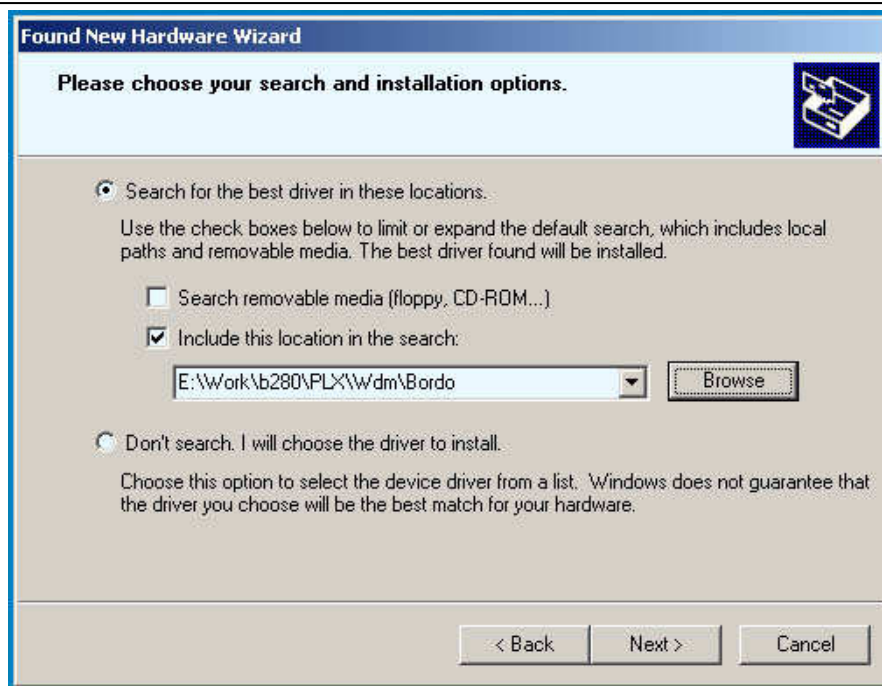 Found New Hardware Wizard
Please choose your search and installation options.
Search for the best driver in these locations.
Use the check boxes below to limit or expand the default search, which includes local
paths and removable media. The best driver found will be installed.
Search removable media (floppy, CD-ROM...)
Include this location in the search:
E:\Work\b280\PLX\Wdm\Bordo
Browse
Don't search. I will choose the driver to install.
Choose this option to select the device driver from a list.  Windows does not guarantee that
the driver you choose will be the best match for your hardware.
< Back Next > Cancel